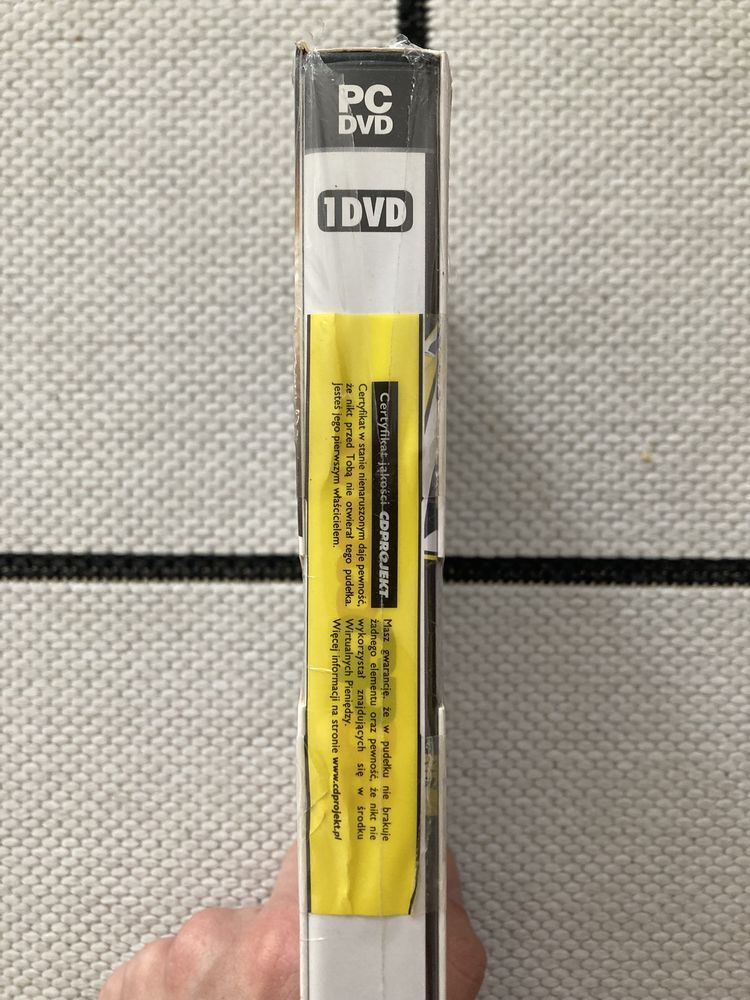 PC
DVD
1DVD
Certyfikat jakości CDPROJEKT
Certyfikat w stanie nienaruszonym daje pewność,
że nikt przed Tobą nie otwierał tego pudełka.
Jesteś jego pierwszym właścicielem.
Masz gwarancję, że w pudełku nie brakuje
żadnego elementu oraz pewność, że nikt nie
wykorzystał znajdujących się w środku
Wirtualnych Pieniędzy.
Więcej informacji na stronie www.cdprojekt.pl